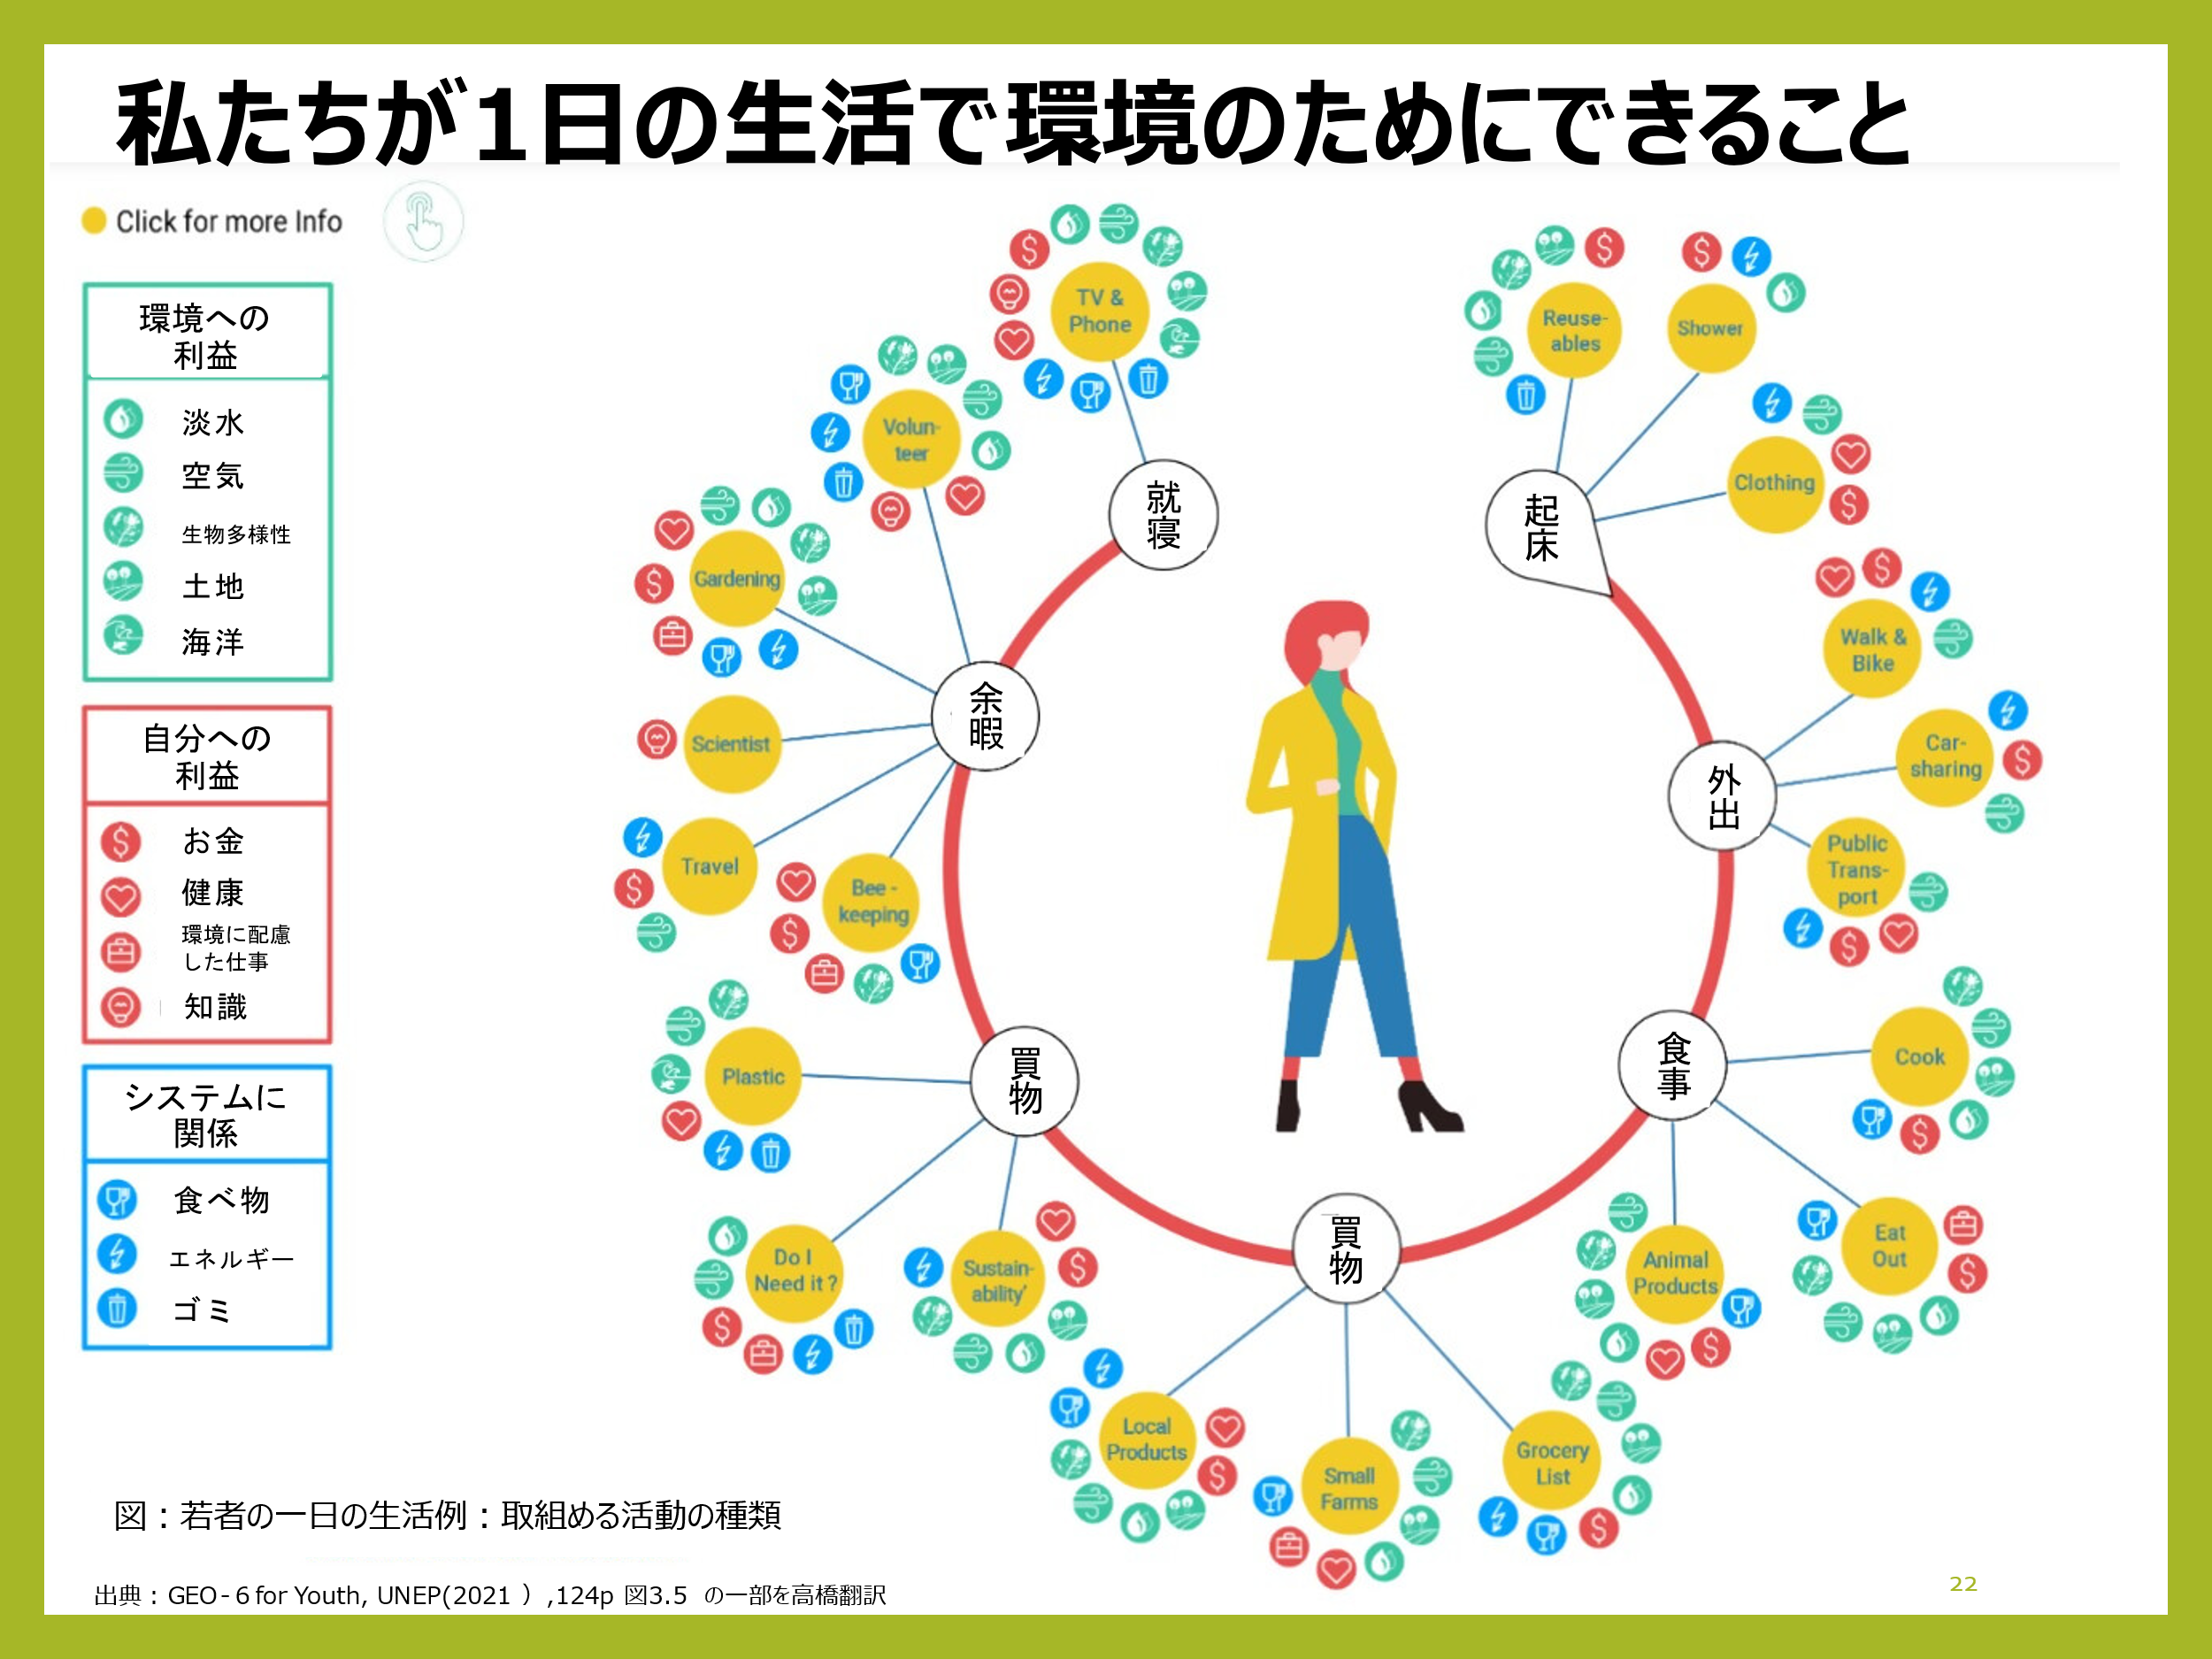 私たちが1日の生活で環境のためにできること
Click for more Info
環境への
利益
淡水
空気
生物多様性
土地
海洋
自分への
利益
お金
健康
環境に配慮
した仕事
知識
システムに
関係
食べ物
エネルギー
ゴミ
起床
Reuse-
ables
Shower
Clothing
外出
Walk &
Bike
Car-
sharing
Public
Trans-
port
食事
Cook
Eat
Out
Animal
Products
買物
Grocery
List
Small
Farms
Local
Products
買物
Sustain-
ability'
Do I
Need it ?
Plastic
余暇
Bee -
keeping
Travel
Scientist
Gardening
Volun-
teer
就寝
TV &
Phone
図：若者の一日の生活例：取組める活動の種類
出典：GEO-6 for Youth, UNEP(2021 ）,124p 図3.5 の一部を高橋翻訳
22